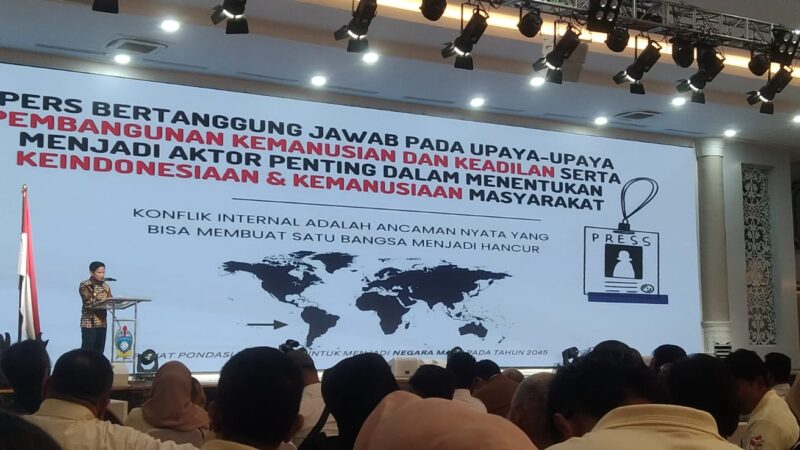 PERS BERTANGGUNG JAWAB PADA UPAYA-UPAYA
PEMBANGUNAN KEMANUSIAN DAN KEADILAN SERTA
MENJADI AKTOR PENTING DALAM MENENTUKAN
KEINDONESIAAN & KEMANUSIAAN MASYARAKAT
KONFLIK INTERNAL ADALAH ANCAMAN NYATA YANG
BISA MEMBUAT SATU BANGSA MENJADI HANCUR
PRESS
PONDASI UNTUK MENJADI NEGARA PADA TAHUN 2045